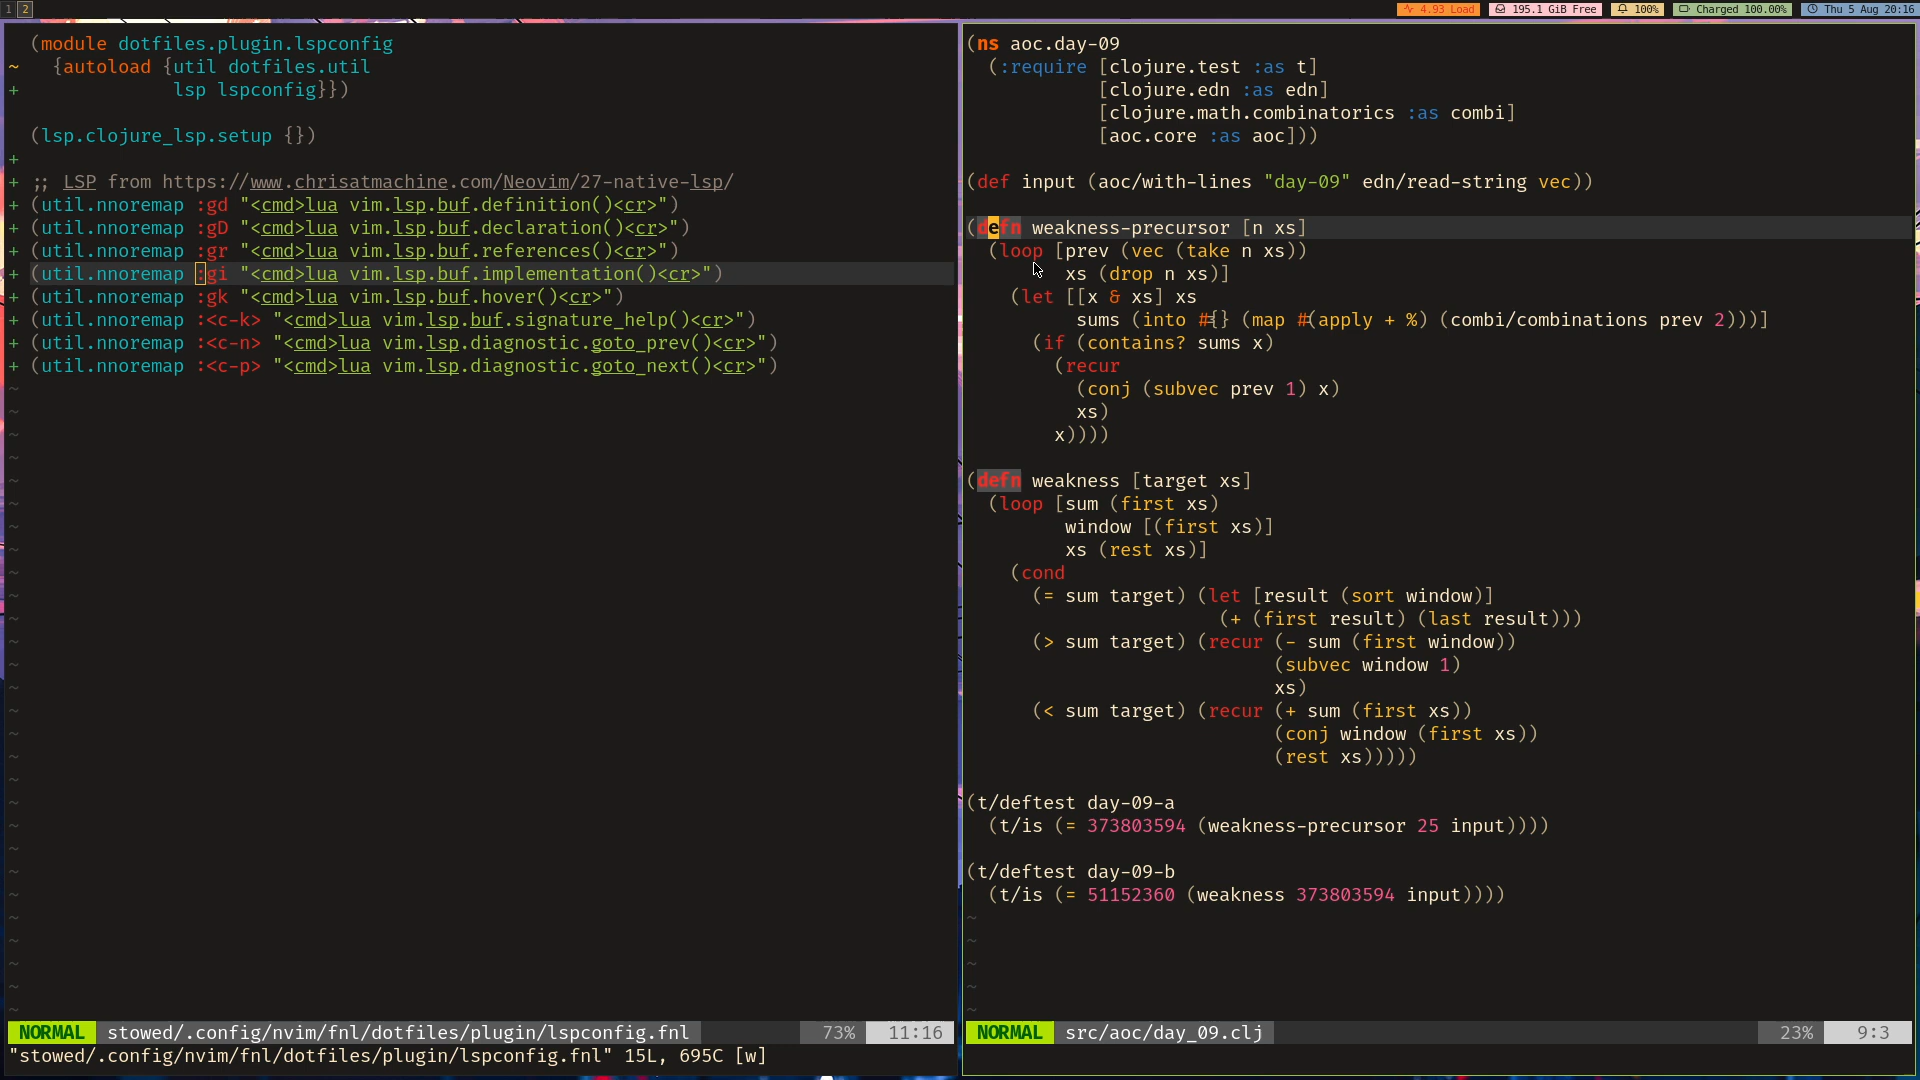 1 2
4.93 Load 195.1 GiB Free 100% Charged 100.00% Thu 5 Aug 20:16
(module dotfiles.plugin.lspconfig
~ {autoload {util dotfiles.util
+ lsp lspconfig}})
(lsp.clojure_lsp.setup {})
+
+ ;; LSP from https://www.chrisatmachine.com/Neovim/27-native-lsp/
+ (util.nnoremap :gd "<cmd>lua vim.lsp.buf.definition()<cr>")
+ (util.nnoremap :gD "<cmd>lua vim.lsp.buf.declaration()<cr>")
+ (util.nnoremap :gr "<cmd>lua vim.lsp.buf.references()<cr>")
+ (util.nnoremap :gi "<cmd>lua vim.lsp.buf.implementation()<cr>")
+ (util.nnoremap :gk "<cmd>lua vim.lsp.buf.hover()<cr>")
+ (util.nnoremap :<c-k> "<cmd>lua vim.lsp.buf.signature_help()<cr>")
+ (util.nnoremap :<c-n> "<cmd>lua vim.lsp.diagnostic.goto_prev()<cr>")
+ (util.nnoremap :<c-p> "<cmd>lua vim.lsp.diagnostic.goto_next()<cr>")
NORMAL stowed/.config/nvim/fnl/dotfiles/plugin/lspconfig.fnl 73% 11:16
"stowed/.config/nvim/fnl/dotfiles/plugin/lspconfig.fnl" 15L, 695C [w]
(ns aoc.day-09
(:require [clojure.test :as t]
[clojure.edn :as edn]
[clojure.math.combinatorics :as combi]
[aoc.core :as aoc]))
(def input (aoc/with-lines "day-09" edn/read-string vec))
(defn weakness-precursor [n xs]
(loop [prev (vec (take n xs))
xs (drop n xs)]
(let [[x & xs] xs
sums (into #{} (map #(apply + %) (combi/combinations prev 2)))]
(if (contains? sums x)
(recur
(conj (subvec prev 1) x)
xs)
x))))
(defn weakness [target xs]
(loop [sum (first xs)
window [(first xs)]
xs (rest xs)]
(cond
(= sum target) (let [result (sort window)]
(+ (first result) (last result)))
(> sum target) (recur (- sum (first window))
(subvec window 1)
xs)
(< sum target) (recur (+ sum (first xs))
(conj window (first xs))
(rest xs)))))
(t/deftest day-09-a
(t/is (= 373803594 (weakness-precursor 25 input))))
(t/deftest day-09-b
(t/is (= 51152360 (weakness 373803594 input))))
NORMAL src/aoc/day_09.clj 23% 9:3